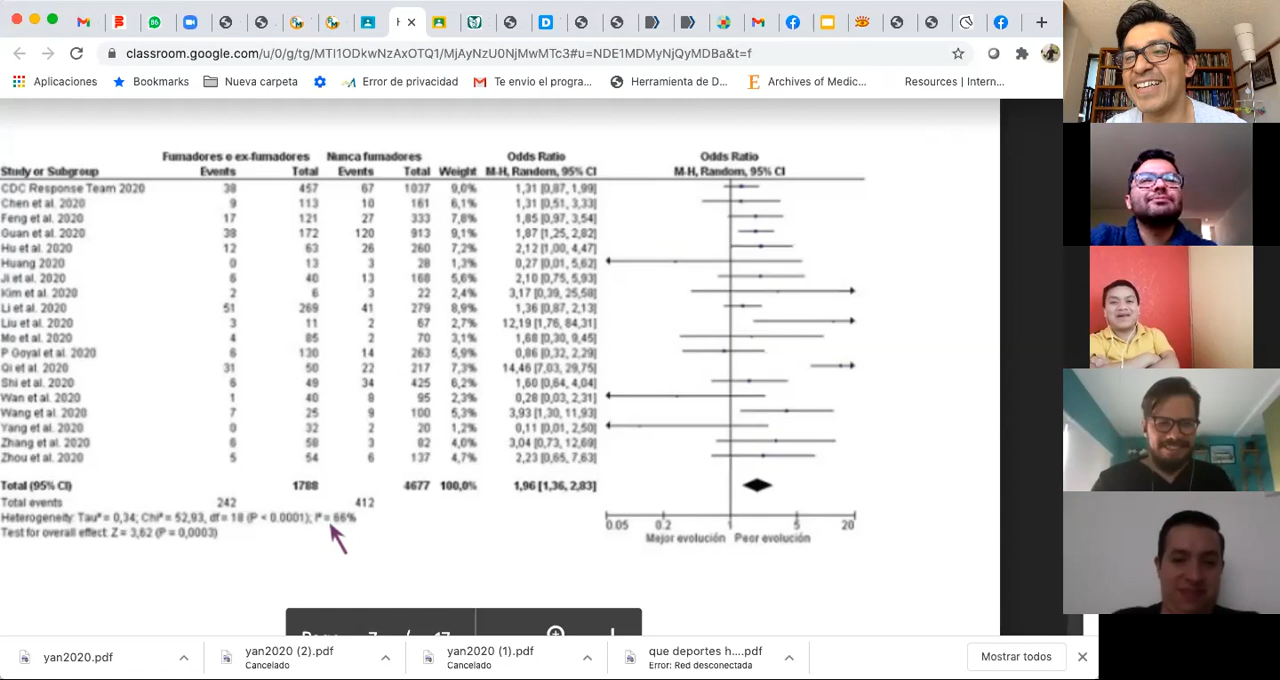 classroom.google.com/u/0/g/tg/MTI1ODkwNzAxOTQ1/MjAyNzU0NjMwMTc3#u=NDE1MDMyNjQyMDBa&t=f
Aplicaciones Bookmarks Nueva carpeta Error de privacidad Te envio el progra... Herramienta de D... Archives of Medic... Resources | Intern...
Fumadores o ex-fumadores Nunca fumadores Odds Ratio Odds Ratio
Study or Subgroup Events Total Events Total Weight M-H, Random, 95% CI M-H, Random, 95% CI
CDC Response Team 2020 38 457 67 1037 9,0% 1,31 [0,87, 1,99]
Chen et al. 2020 9 113 10 161 6,1% 1,31 [0,51, 3,33]
Feng et al. 2020 17 121 27 333 7,8% 1,85 [0,97, 3,54]
Guan et al. 2020 38 172 120 913 9,1% 1,87 [1,25, 2,82]
Hu et al. 2020 12 63 26 260 7,2% 2,12 [1,00, 4,47]
Huang 2020 0 13 3 28 1,3% 0,27 [0,01, 5,62]
Ji et al. 2020 6 40 13 168 5,6% 2,10 [0,75, 5,93]
Kim et al. 2020 2 6 3 22 2,4% 3,17 [0,39, 25,58]
Li et al. 2020 51 269 41 279 8,9% 1,36 [0,87, 2,13]
Liu et al. 2020 3 11 2 67 2,7% 12,19 [1,76, 84,31]
Mo et al. 2020 4 85 2 70 3,1% 1,68 [0,30, 9,45]
P Goyal et al. 2020 6 130 14 263 5,9% 0,86 [0,32, 2,29]
Qi et al. 2020 31 50 22 217 7,3% 14,46 [7,03, 29,75]
Shi et al. 2020 6 49 34 425 6,2% 1,60 [0,64, 4,04]
Wan et al. 2020 1 40 8 95 2,3% 0,28 [0,03, 2,31]
Wang et al. 2020 7 25 9 100 5,3% 3,93 [1,30, 11,93]
Yang et al. 2020 0 32 2 20 1,2% 0,11 [0,01, 2,50]
Zhang et al. 2020 6 58 3 82 4,0% 3,04 [0,73, 12,69]
Zhou et al. 2020 5 54 6 137 4,7% 2,23 [0,65, 7,63]
Total (95% CI) 1788 4677 100,0% 1,96 [1,36, 2,83]
Total events 242 412
Heterogeneity: Tau² = 0,34; Chi² = 52,93, df = 18 (P < 0.0001); I² = 66%
Test for overall effect: Z = 3,62 (P = 0,0003)
0.05 0.2 1 5 20
Mejor evolución Peor evolución
yan2020.pdf
yan2020 (2).pdf
Cancelado
yan2020 (1).pdf
Cancelado
que deportes h....pdf
Error: Red desconectada
Mostrar todos